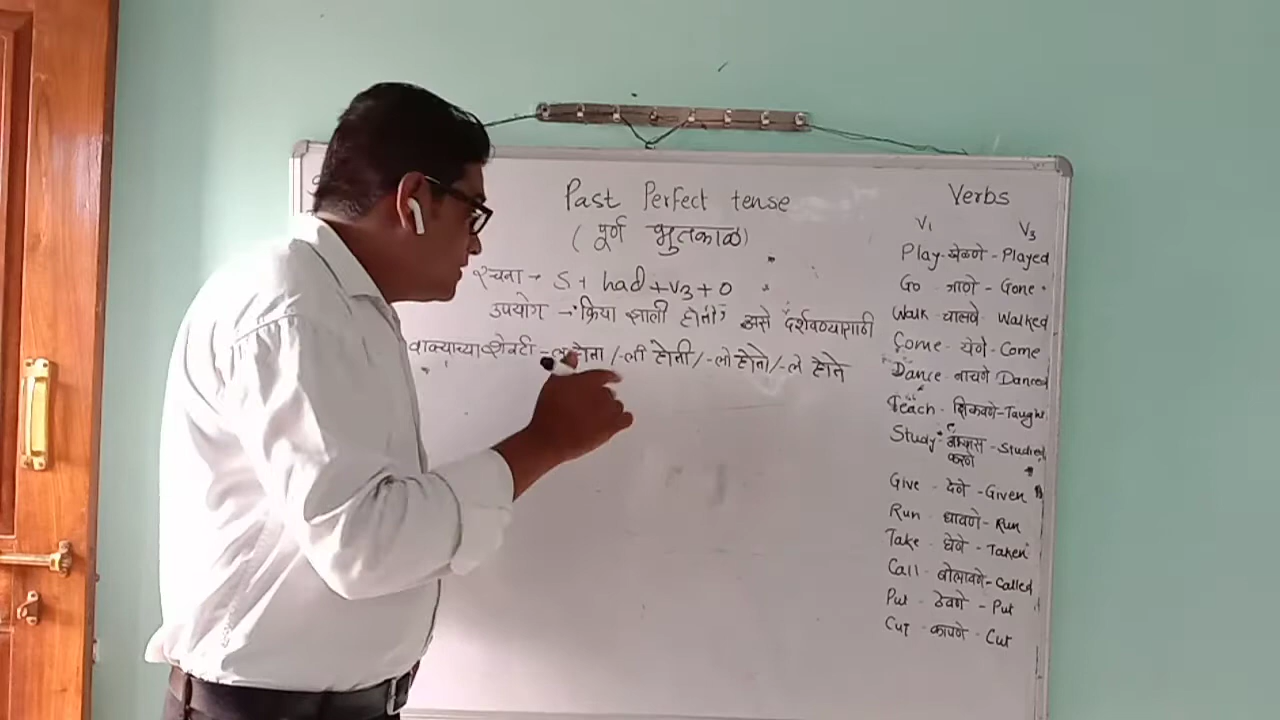 Past Perfect tense
(पूर्ण भुतकाळ)
रचना → S + had + V3 + O
उपयोग → "क्रिया झाली होती" असे दर्शवण्यासाठी
वाक्याच्या शेवटी - ला होता / -ली होती / -लो होतो / -ले होते
Verbs
V1 V3
Play - खेळणे - Played
Go - जाणे - Gone
Walk - चालणे - Walked
Come - येणे - Come
Dance - नाचणे Danced
Teach - शिकवणे - Taught
Study - अभ्यास - Studied
करणे
Give - देणे - Given
Run - धावणे - Run
Take - घेणे - Taken
Call - बोलावणे - Called
Put - ठेवणे - Put
Cut - कापणे - Cut